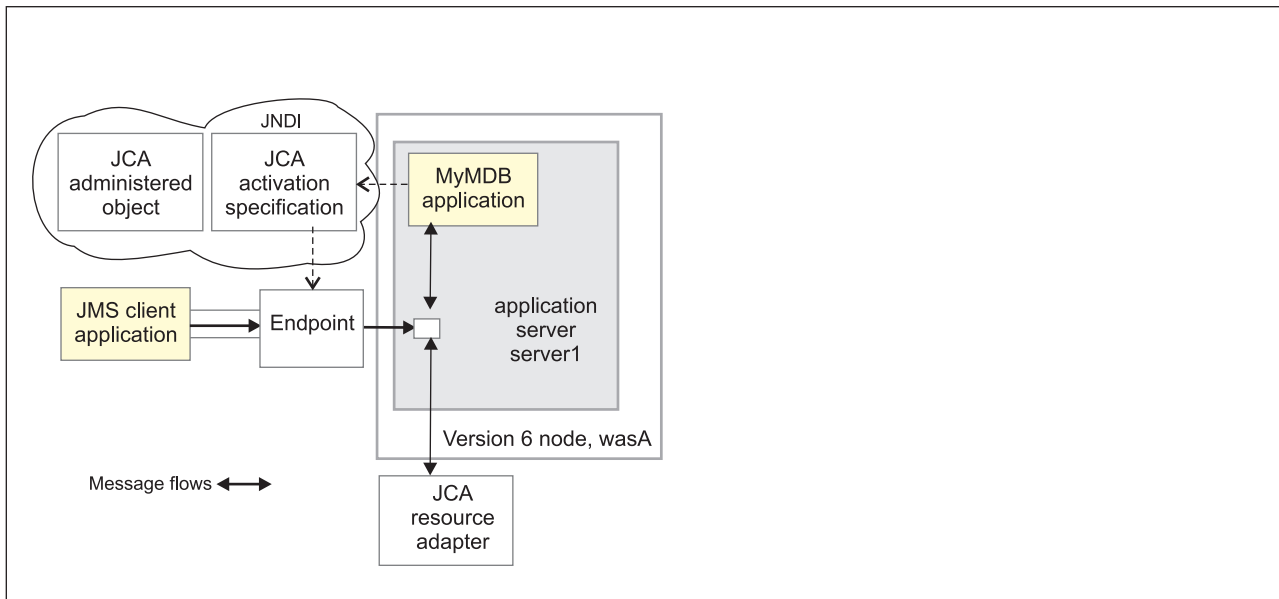 JNDI
JCA
administered
object
JCA
activation
specification
MyMDB
application
JMS client
application
Endpoint
application
server
server1
Version 6 node, wasA
Message flows
JCA
resource
adapter